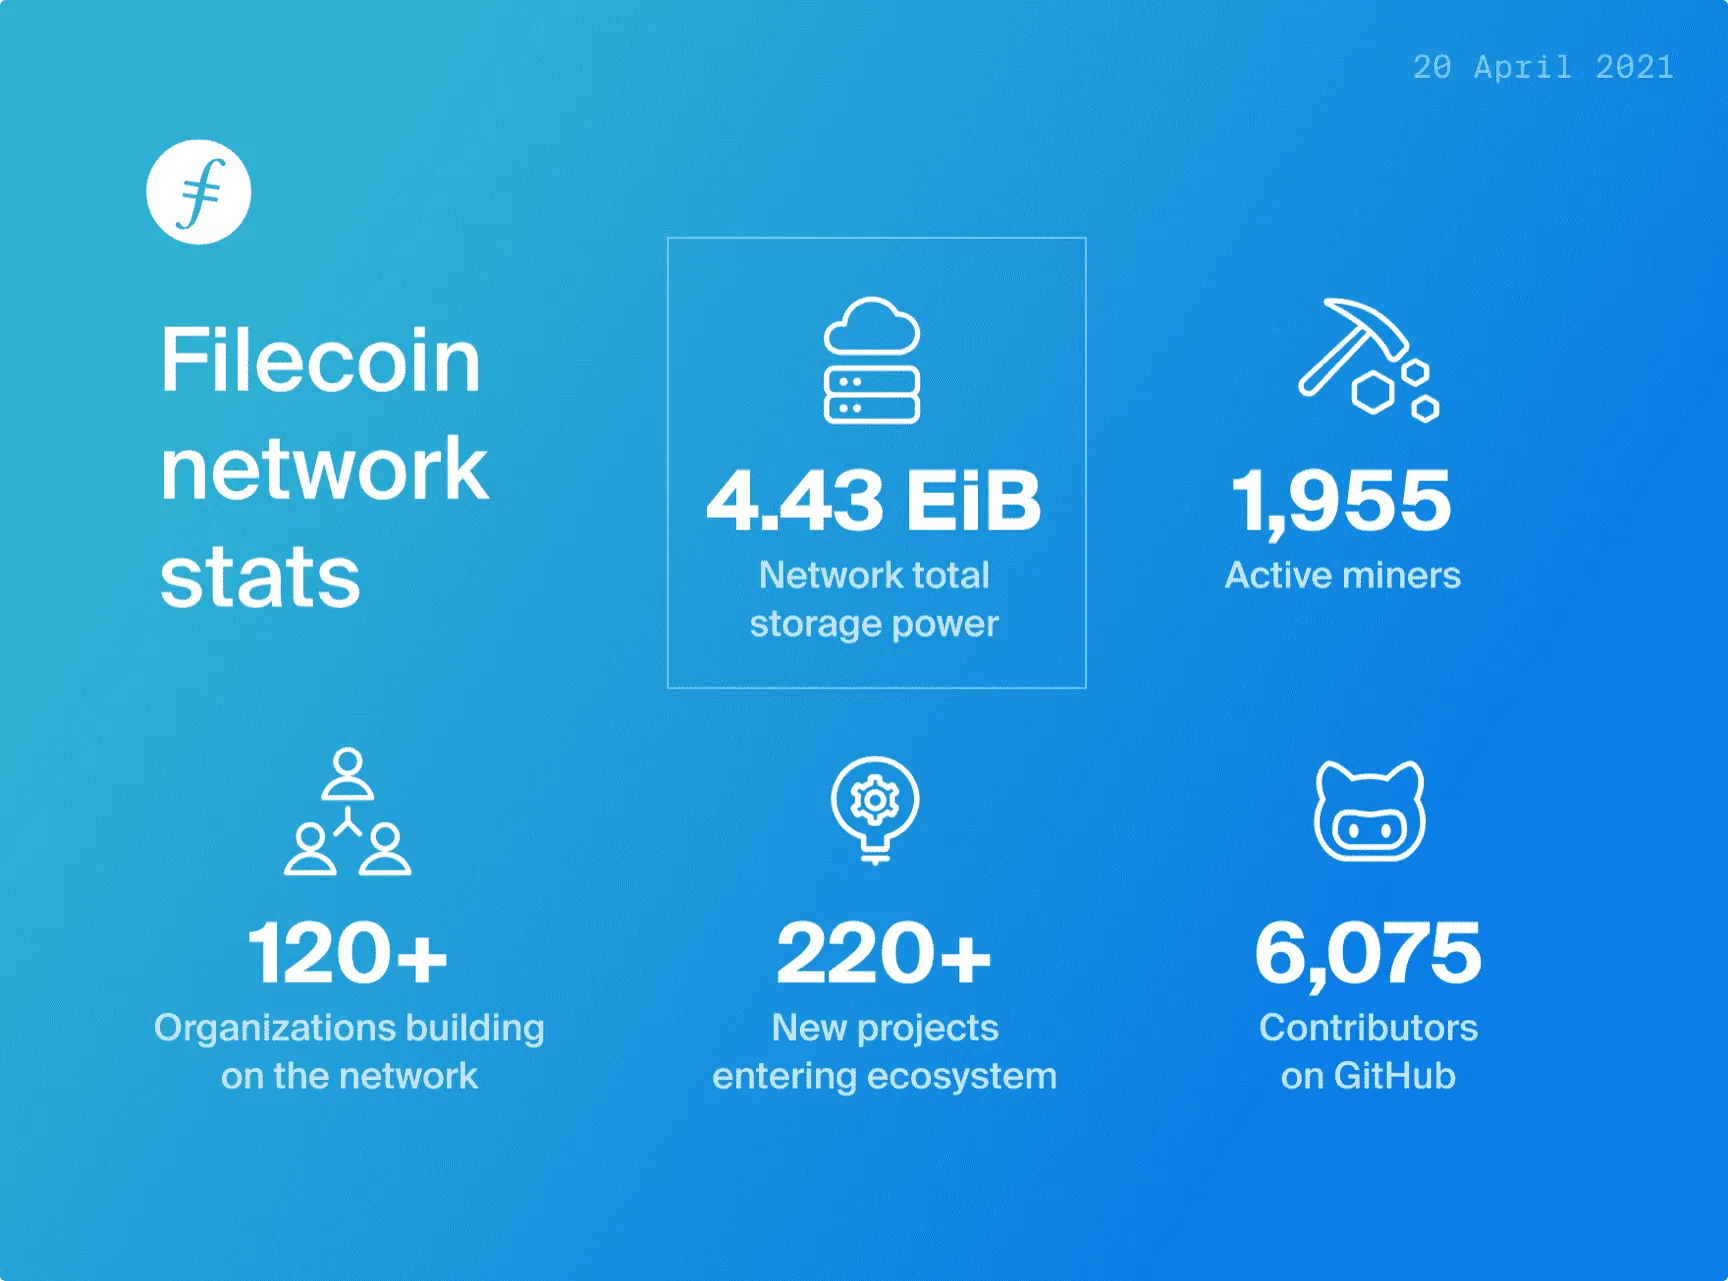 20 April 2021
Filecoin
network
stats
4.43 EiB
Network total
storage power
1,955
Active miners
120+
Organizations building
on the network
220+
New projects
entering ecosystem
6,075
Contributors
on GitHub